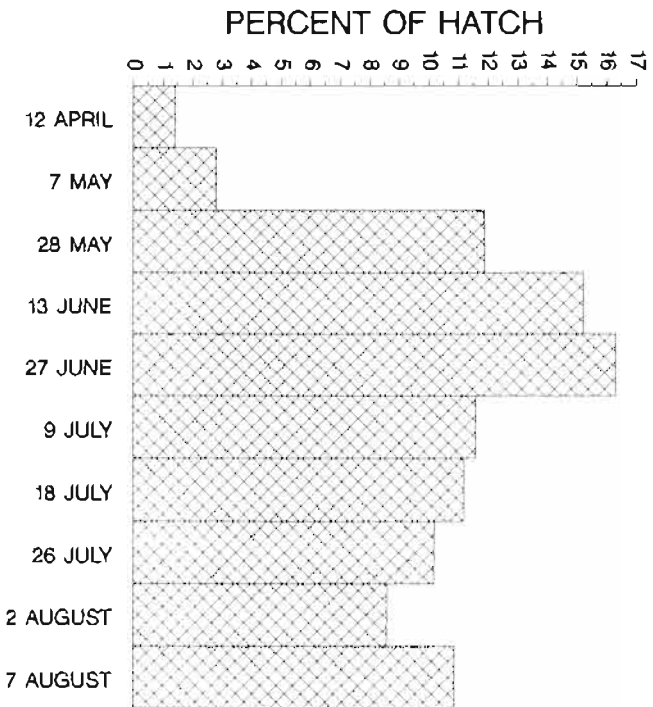 PERCENT OF HATCH
0 1 2 3 4 5 6 7 8 9 10 11 12 13 14 15 16 17
12 APRIL
7 MAY
28 MAY
13 JUNE
27 JUNE
9 JULY
18 JULY
26 JULY
2 AUGUST
7 AUGUST